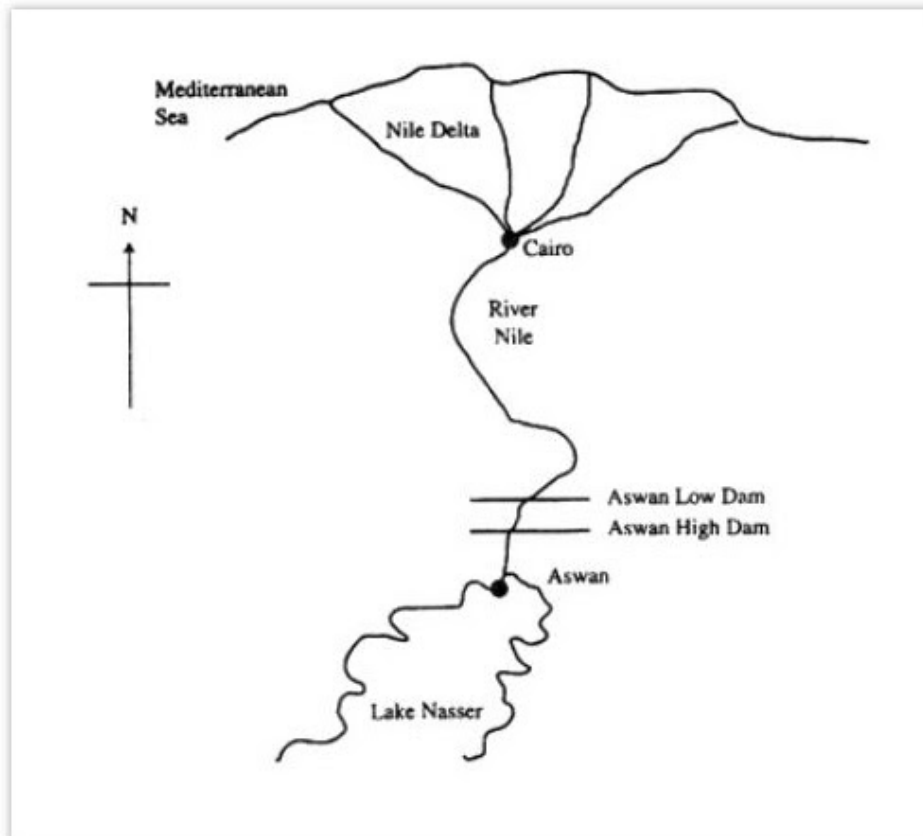 Mediterranean
Sea
Nile Delta
N
Cairo
River
Nile
Aswan Low Dam
Aswan High Dam
Aswan
Lake Nasser